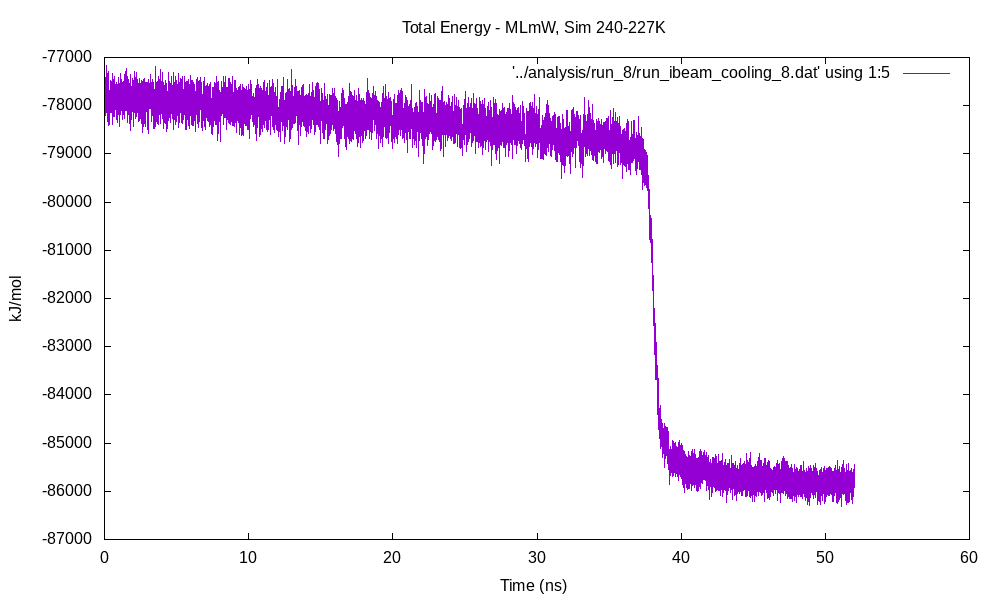 Total Energy - MLmW, Sim 240-227K
'../analysis/run_8/run_ibeam_cooling_8.dat' using 1:5
-77000
-78000
-79000
-80000
-81000
-82000
-83000
-84000
-85000
-86000
-87000
kJ/mol
0 10 20 30 40 50 60
Time (ns)